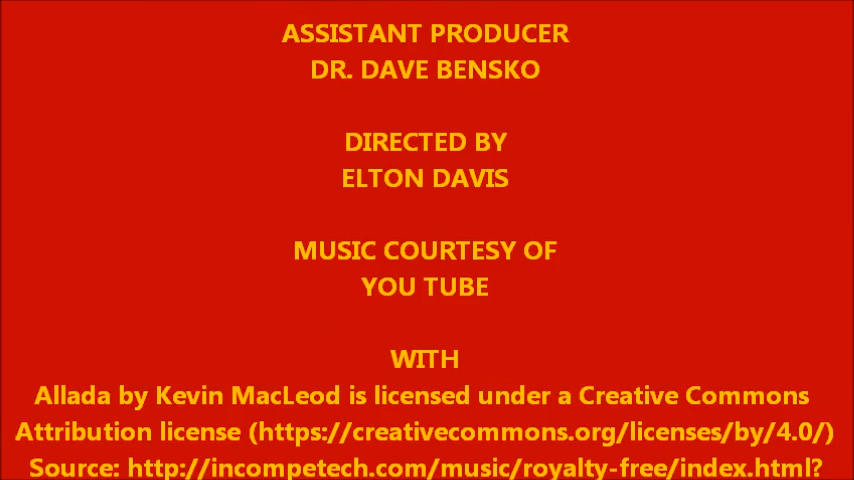 ASSISTANT PRODUCER
DR. DAVE BENSKO
DIRECTED BY
ELTON DAVIS
MUSIC COURTESY OF
YOU TUBE
WITH
Allada by Kevin MacLeod is licensed under a Creative Commons
Attribution license (https://creativecommons.org/licenses/by/4.0/)
Source: http://incompetech.com/music/royalty-free/index.html?